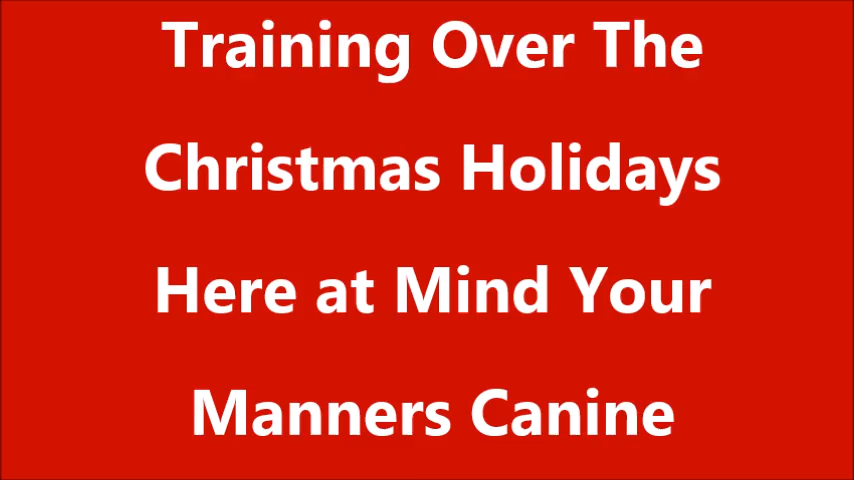 Training Over The
Christmas Holidays
Here at Mind Your
Manners Canine